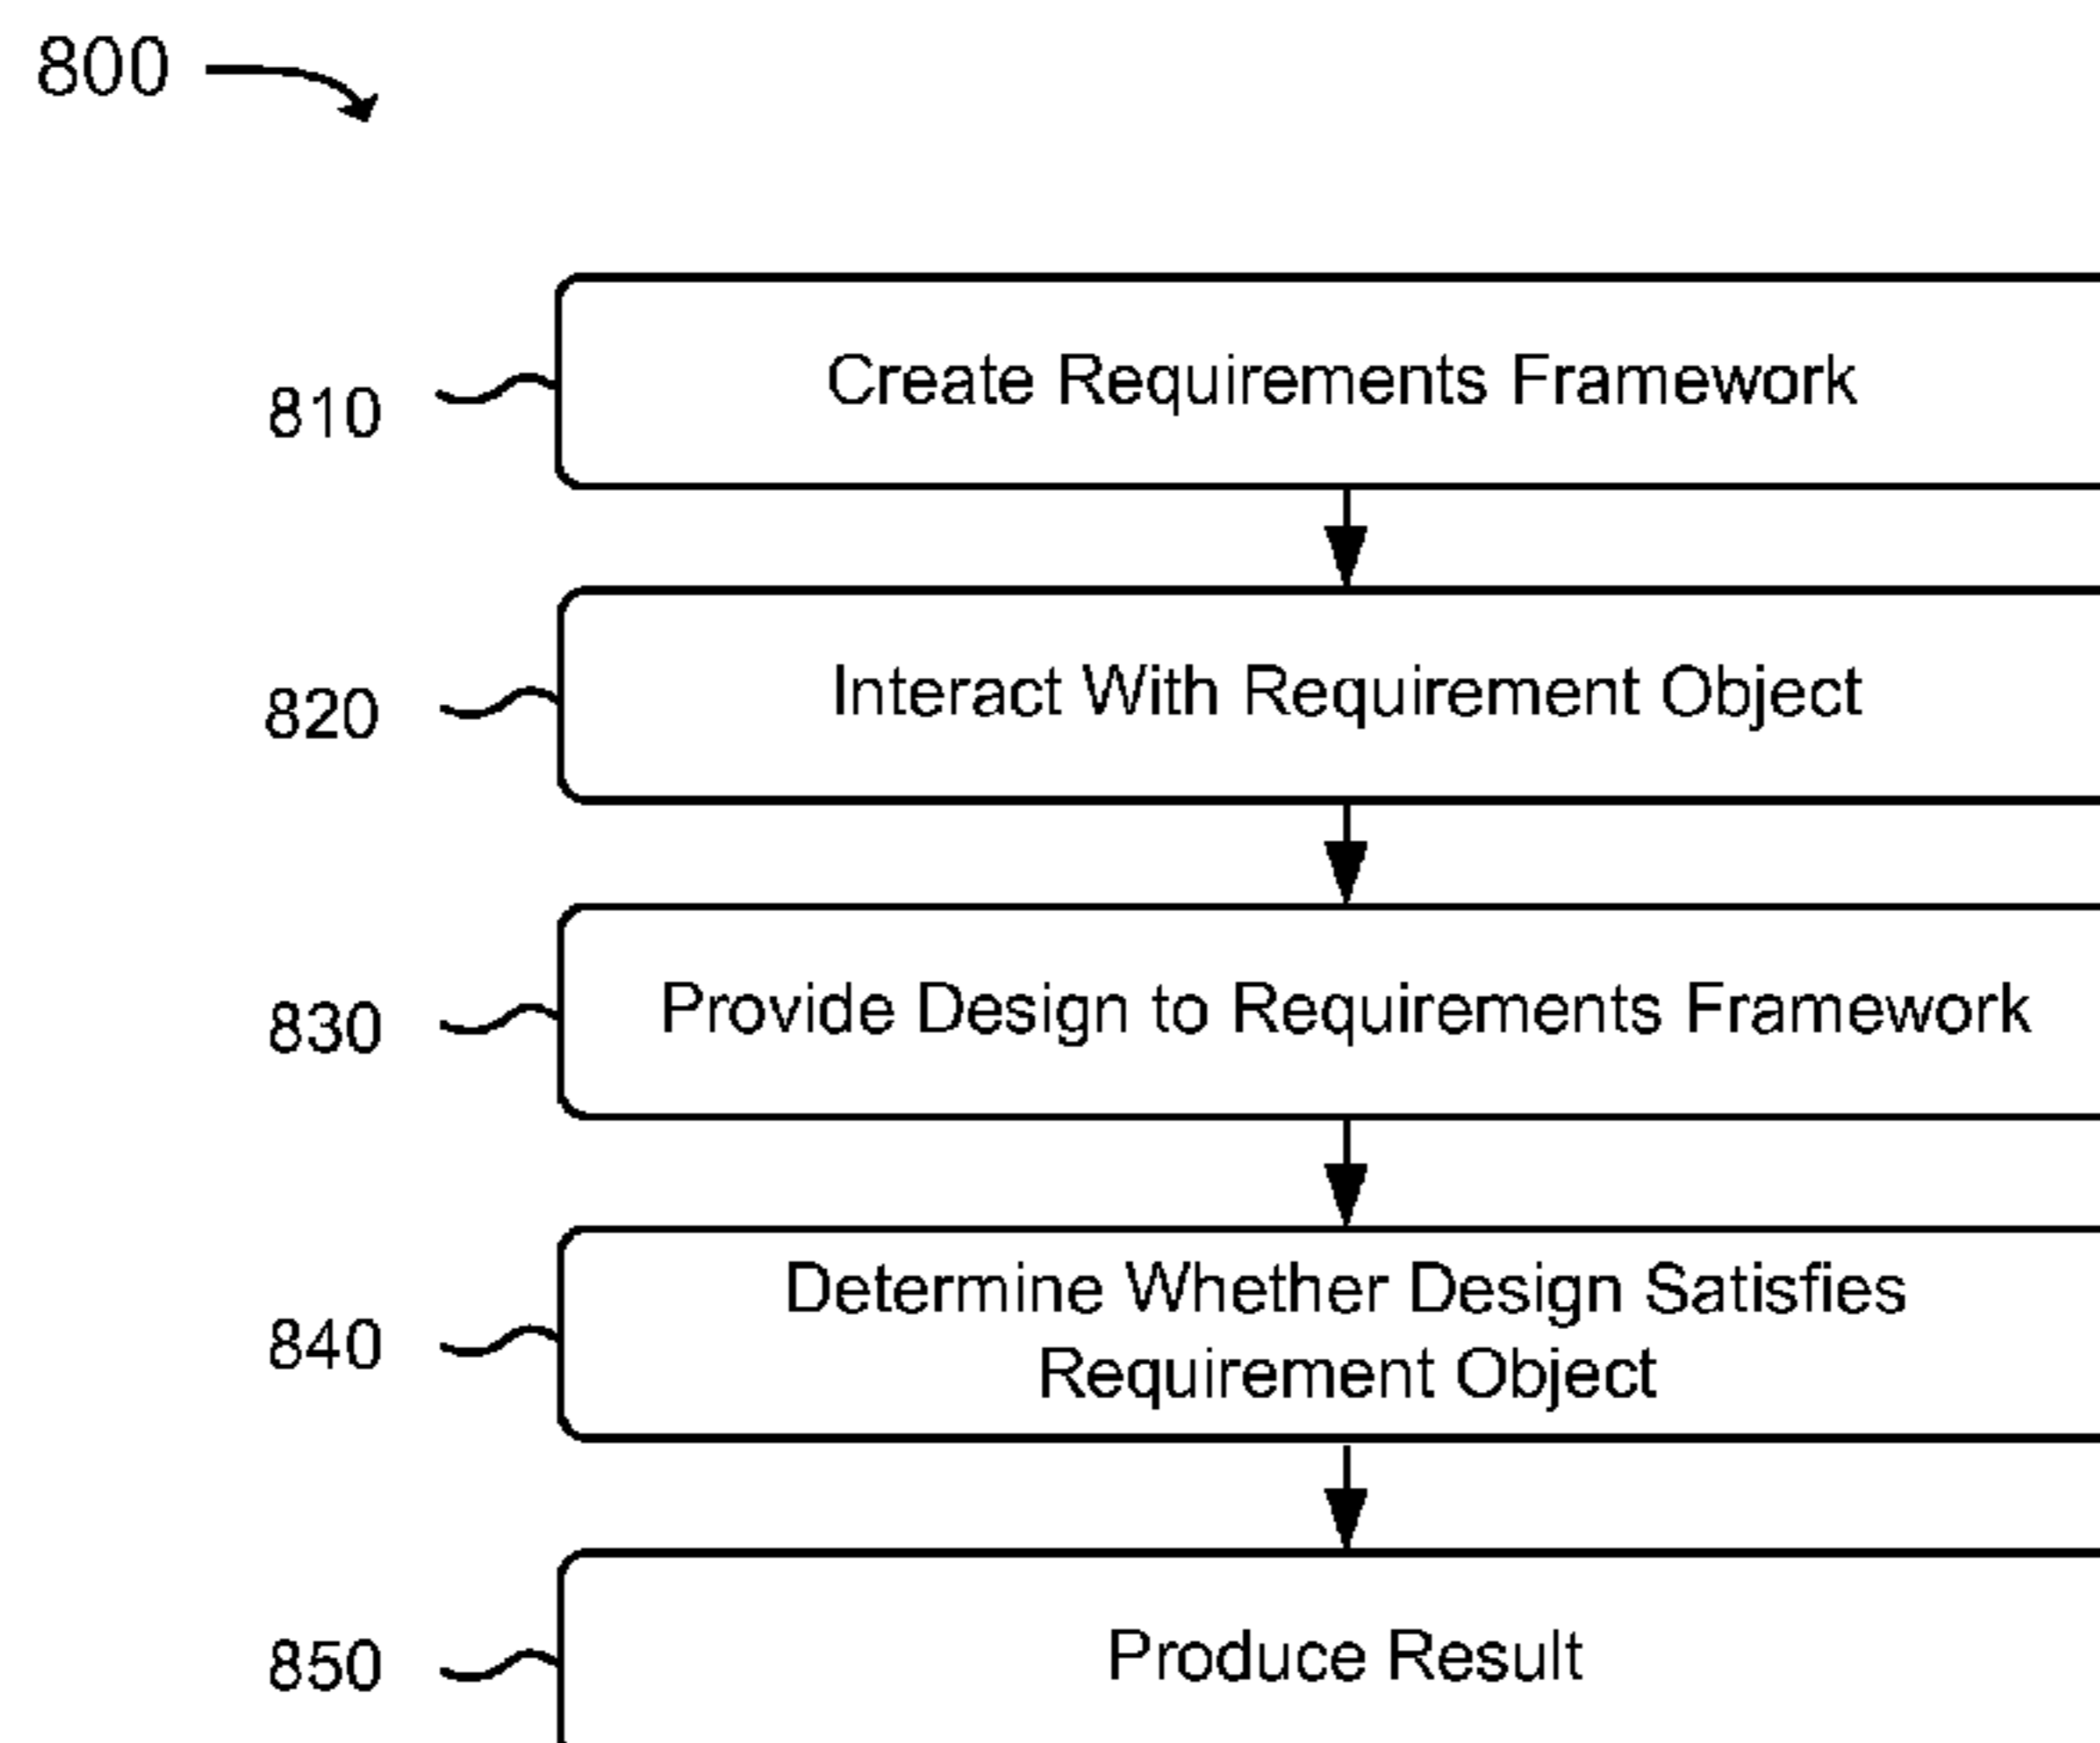 800
810
Create Requirements Framework
820
Interact With Requirement Object
830
Provide Design to Requirements Framework
840
Determine Whether Design Satisfies
Requirement Object
850
Produce Result